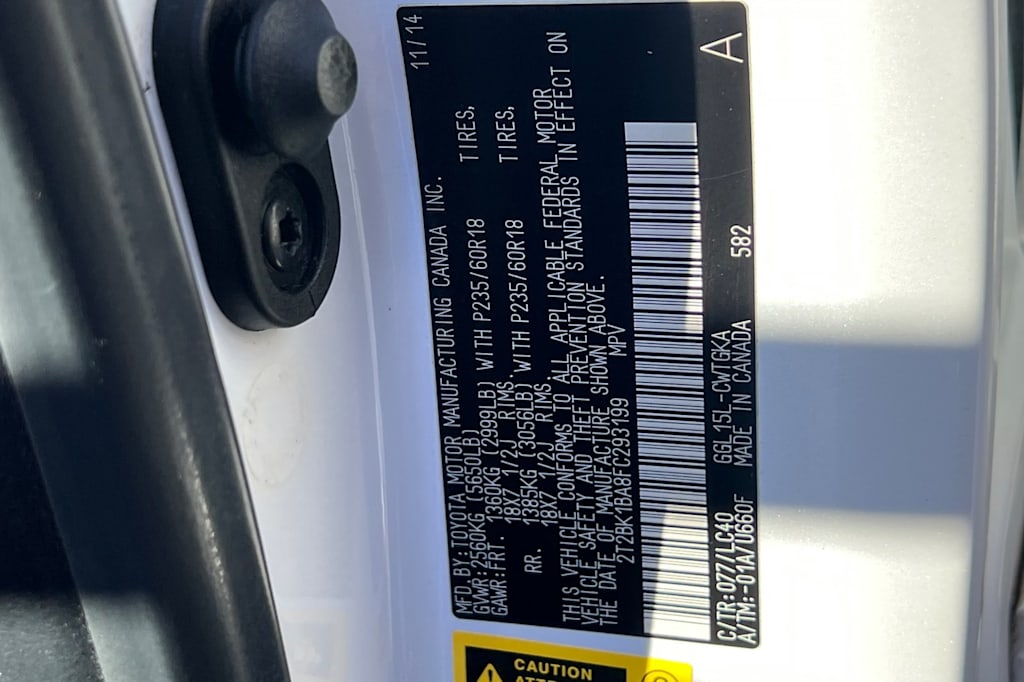 MFD.BY:TOYOTA MOTOR MANUFACTURING CANADA INC. 11/14
GVWR:2560KG (5650LB)
GAWR:FRT. 1360KG (2999LB) WITH P235/60R18 TIRES,
18X7 1/2J RIMS,
RR. 1385KG (3056LB) WITH P235/60R18 TIRES,
18X7 1/2J RIMS,
THIS VEHICLE CONFORMS TO ALL APPLICABLE FEDERAL MOTOR
VEHICLE SAFETY AND THEFT PREVENTION STANDARDS IN EFFECT ON
THE DATE OF MANUFACTURE SHOWN ABOVE.
2T2BK1BA8FC293199 MPV
C/TR:077/LC40 GGL15L-CWTGKA A
A/TM:-01A/U660F MADE IN CANADA 582
CAUTION